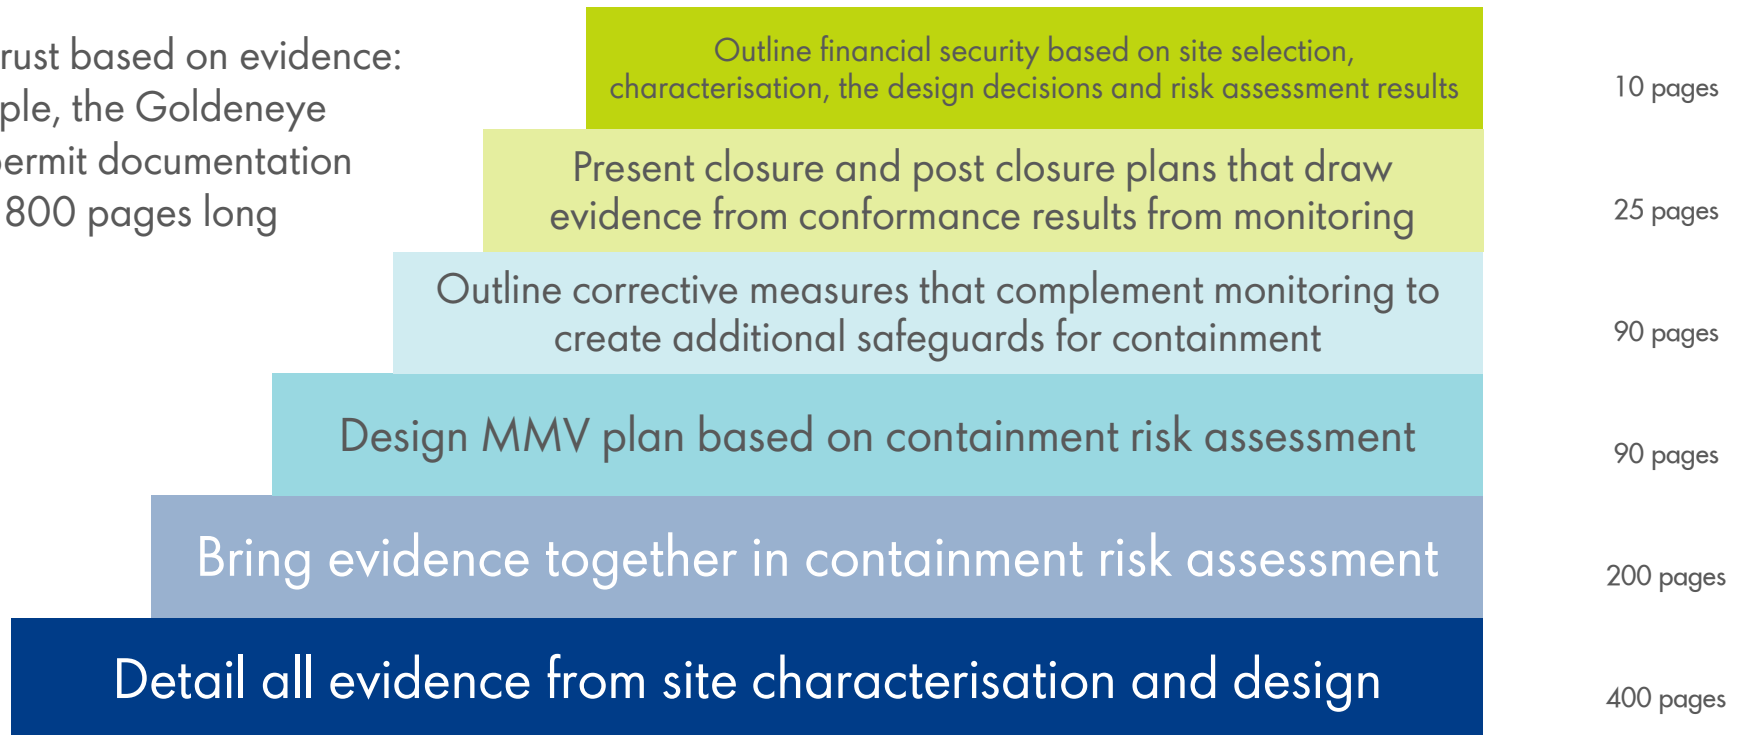 rust based on evidence:
ple, the Goldeneye
permit documentation
800 pages long
Outline financial security based on site selection,
characterisation, the design decisions and risk assessment results
10 pages
Present closure and post closure plans that draw
evidence from conformance results from monitoring
25 pages
Outline corrective measures that complement monitoring to
create additional safeguards for containment
90 pages
Design MMV plan based on containment risk assessment
90 pages
Bring evidence together in containment risk assessment
200 pages
Detail all evidence from site characterisation and design
400 pages